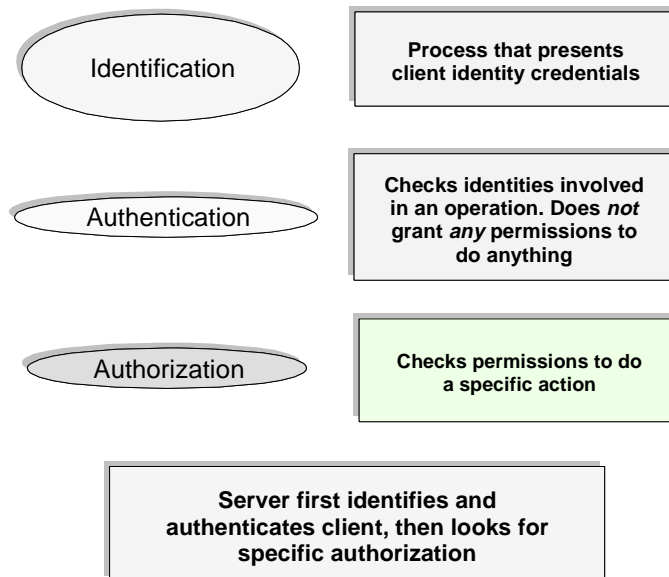 Identification
Process that presents
client identity credentials
Authentication
Checks identities involved
in an operation. Does not
grant any permissions to
do anything
Authorization
Checks permissions to do
a specific action
Server first identifies and
authenticates client, then looks for
specific authorization